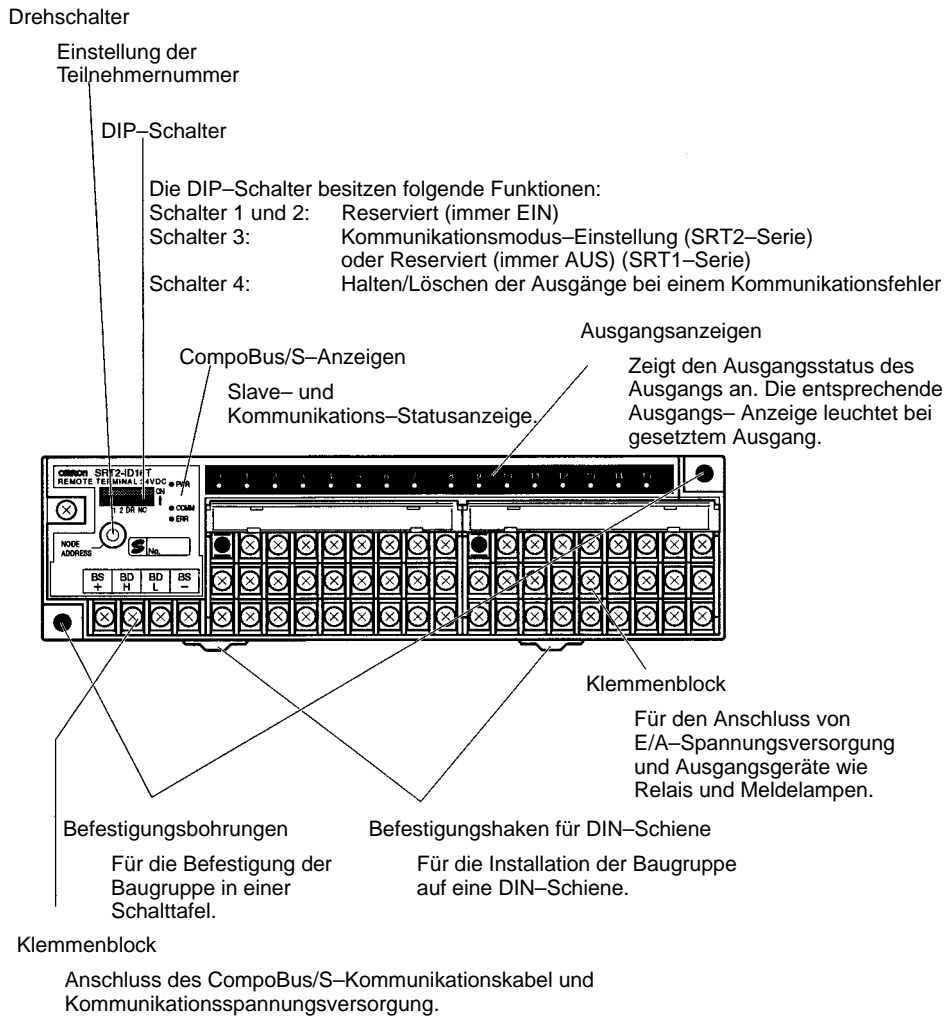 Drehschalter
Einstellung der
Teilnehmernummer
DIP–Schalter
Die DIP–Schalter besitzen folgende Funktionen:
Schalter 1 und 2: Reserviert (immer EIN)
Schalter 3: Kommunikationsmodus–Einstellung (SRT2–Serie)
oder Reserviert (immer AUS) (SRT1–Serie)
Schalter 4: Halten/Löschen der Ausgänge bei einem Kommunikationsfehler
Ausgangsanzeigen
Zeigt den Ausgangsstatus des
Ausgangs an. Die entsprechende
Ausgangs– Anzeige leuchtet bei
gesetztem Ausgang.
CompoBus/S–Anzeigen
Slave– und
Kommunikations–Statusanzeige.
OMRON SRT2-ID16T
REMOTE TERMINAL 24VDC
PWR
ON
1 2 DR NC
COMM
ERR
NODE
ADDRESS
S No.
BS BD BD BS
+ H L −
Klemmenblock
Für den Anschluss von
E/A–Spannungsversorgung
und Ausgangsgeräte wie
Relais und Meldelampen.
Befestigungsbohrungen
Für die Befestigung der
Baugruppe in einer
Schalttafel.
Befestigungshaken für DIN–Schiene
Für die Installation der Baugruppe
auf eine DIN–Schiene.
Klemmenblock
Anschluss des CompoBus/S–Kommunikationskabel und
Kommunikationsspannungsversorgung.